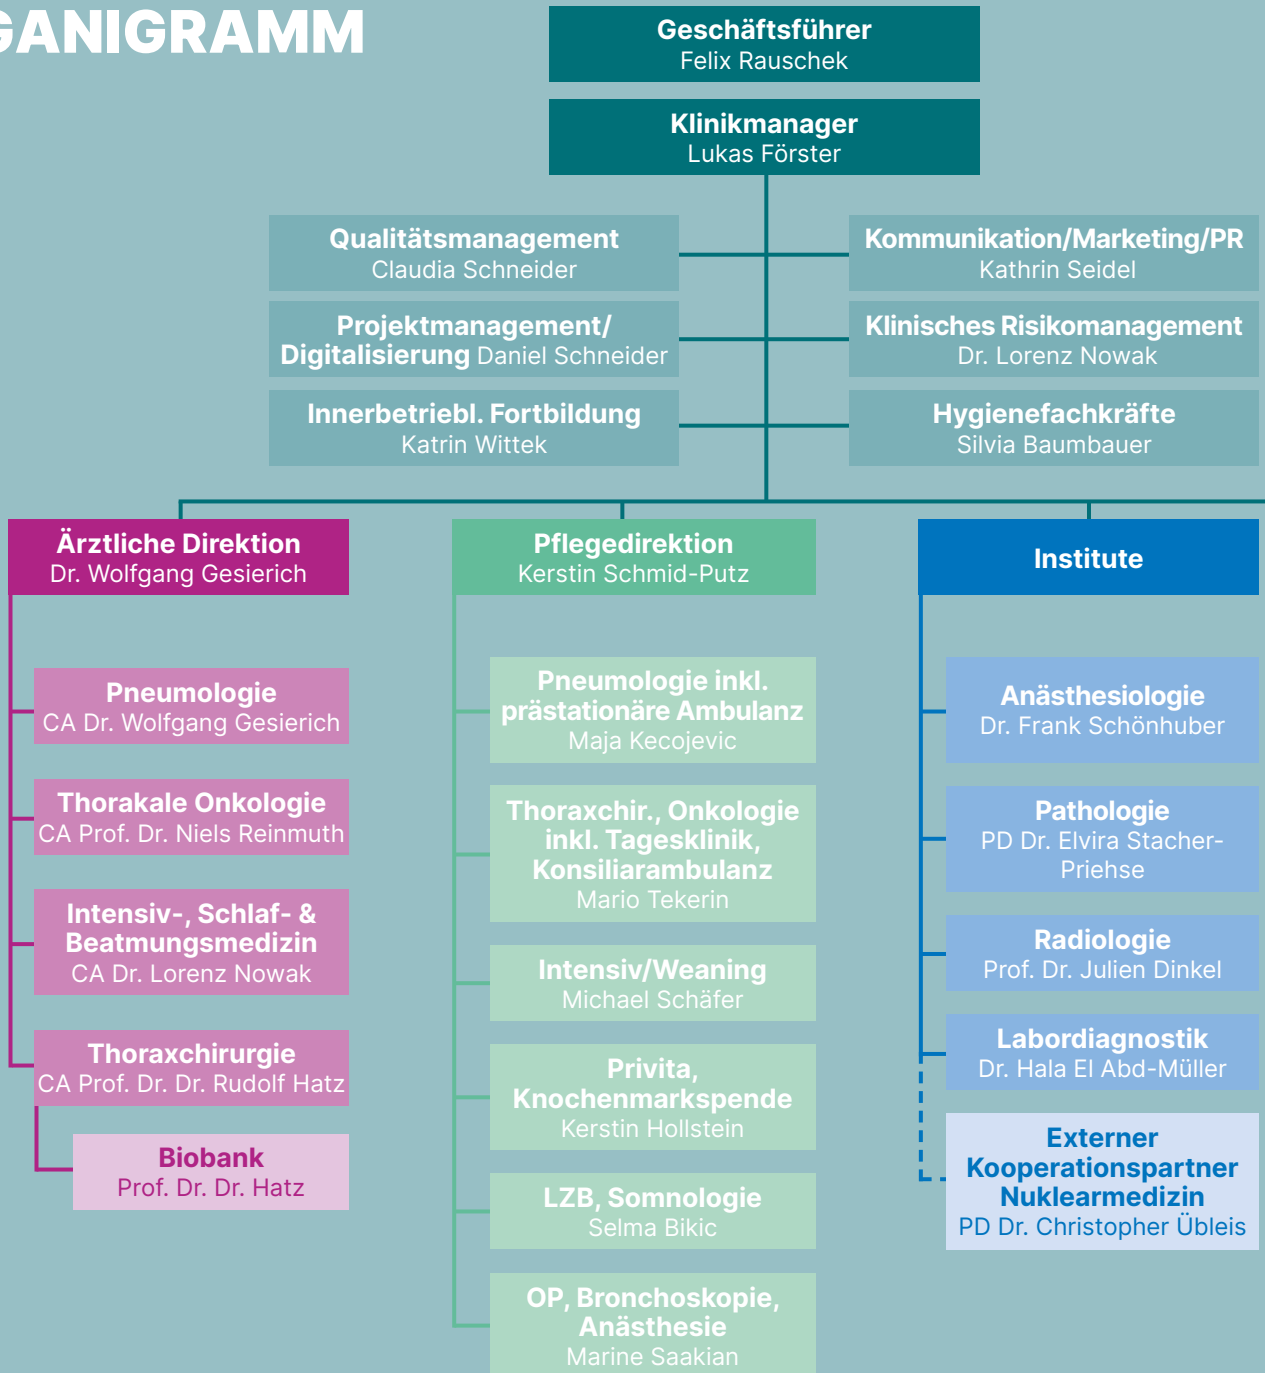 GANIGRAMM
Geschäftsführer
Felix Rauschek
Klinikmanager
Lukas Förster
Qualitätsmanagement
Claudia Schneider
Kommunikation/Marketing/PR
Kathrin Seidel
Projektmanagement/
Digitalisierung Daniel Schneider
Klinisches Risikomanagement
Dr. Lorenz Nowak
Innerbetriebl. Fortbildung
Katrin Wittek
Hygienefachkräfte
Silvia Baumbauer
Ärztliche Direktion
Dr. Wolfgang Gesierich
Pneumologie
CA Dr. Wolfgang Gesierich
Thorakale Onkologie
CA Prof. Dr. Niels Reinmuth
Intensiv-, Schlaf- &
Beatmungsmedizin
CA Dr. Lorenz Nowak
Thoraxchirurgie
CA Prof. Dr. Dr. Rudolf Hatz
Biobank
Prof. Dr. Dr. Hatz
Pflegedirektion
Kerstin Schmid-Putz
Pneumologie inkl.
prästationäre Ambulanz
Maja Kecojevic
Thoraxchir., Onkologie
inkl. Tagesklinik,
Konsiliarambulanz
Mario Tekerin
Intensiv/Weaning
Michael Schäfer
Privita,
Knochenmarkspende
Kerstin Hollstein
LZB, Somnologie
Selma Bikic
OP, Bronchoskopie,
Anästhesie
Marine Saakian
Institute
Anästhesiologie
Dr. Frank Schönhuber
Pathologie
PD Dr. Elvira Stacher-
Priehse
Radiologie
Prof. Dr. Julien Dinkel
Labordiagnostik
Dr. Hala El Abd-Müller
Externer
Kooperationspartner
Nuklearmedizin
PD Dr. Christopher Übleis